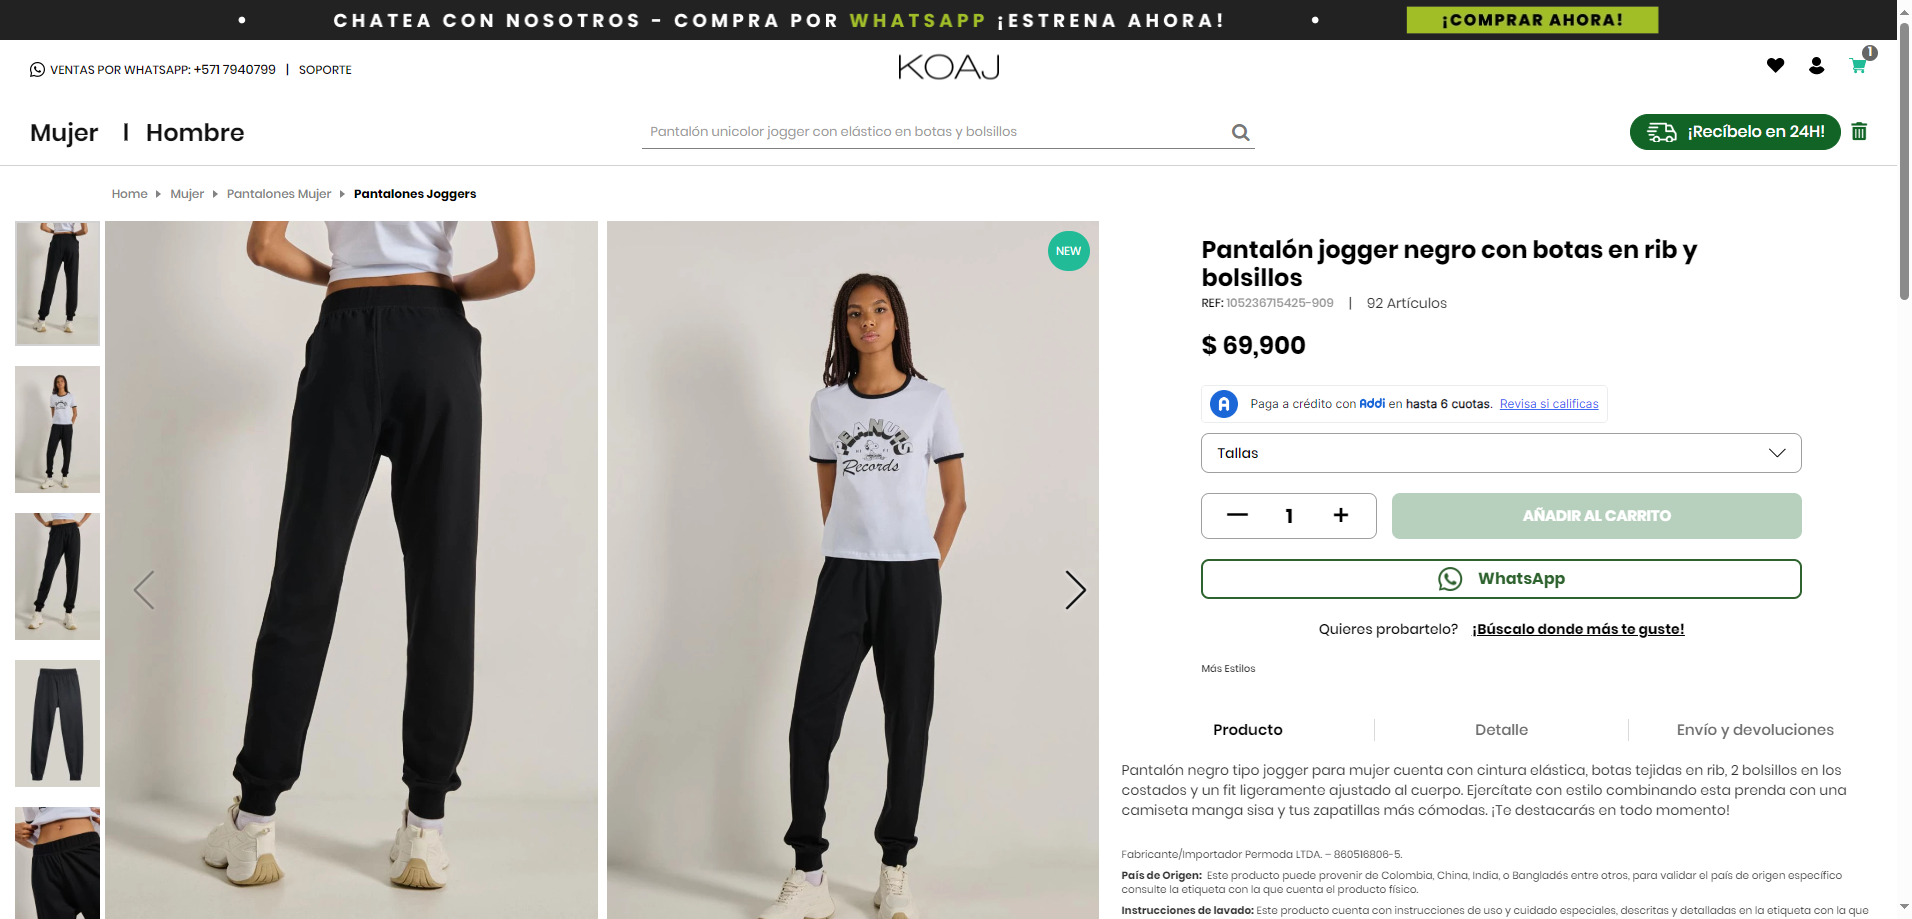 CHATEA CON NOSOTROS - COMPRA POR WHATSAPP ¡ESTRENA AHORA!
¡COMPRAR AHORA!
VENTAS POR WHATSAPP: +571 7940799 | SOPORTE
KOAJ
1
Mujer | Hombre
Pantalón unicolor jogger con elástico en botas y bolsillos
¡Recíbelo en 24H!
Home Mujer Pantalones Mujer Pantalones Joggers
NEW
PEANUTS
HI FI
Records
Pantalón jogger negro con botas en rib y
bolsillos
REF: 105236715425-909 | 92 Artículos
$ 69,900
Paga a crédito con Addi en hasta 6 cuotas. Revisa si calificas
Tallas
1
AÑADIR AL CARRITO
WhatsApp
Quieres probartelo? ¡Búscalo donde más te guste!
Más Estilos
Producto
Detalle
Envío y devoluciones
Pantalón negro tipo jogger para mujer cuenta con cintura elástica, botas tejidas en rib, 2 bolsillos en los
costados y un fit ligeramente ajustado al cuerpo. Ejercítate con estilo combinando esta prenda con una
camiseta manga sisa y tus zapatillas más cómodas. ¡Te destacarás en todo momento!
Fabricante/Importador Permoda LTDA. – 860516806-5.
País de Origen: Este producto puede provenir de Colombia, China, India, o Bangladés entre otros, para validar el país de origen específico
consulte la etiqueta con la que cuenta el producto físico.
Instrucciones de lavado: Este producto cuenta con instrucciones de uso y cuidado especiales, descritas y detalladas en la etiqueta con la que